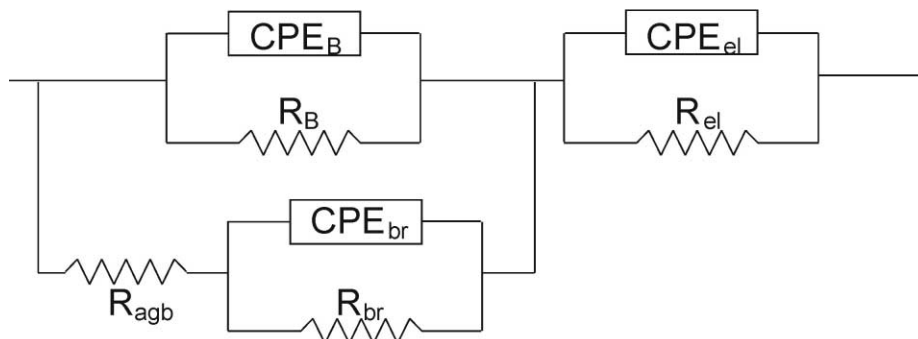 CPE_B
CPE_el
R_B
R_el
CPE_br
R_agb
R_br